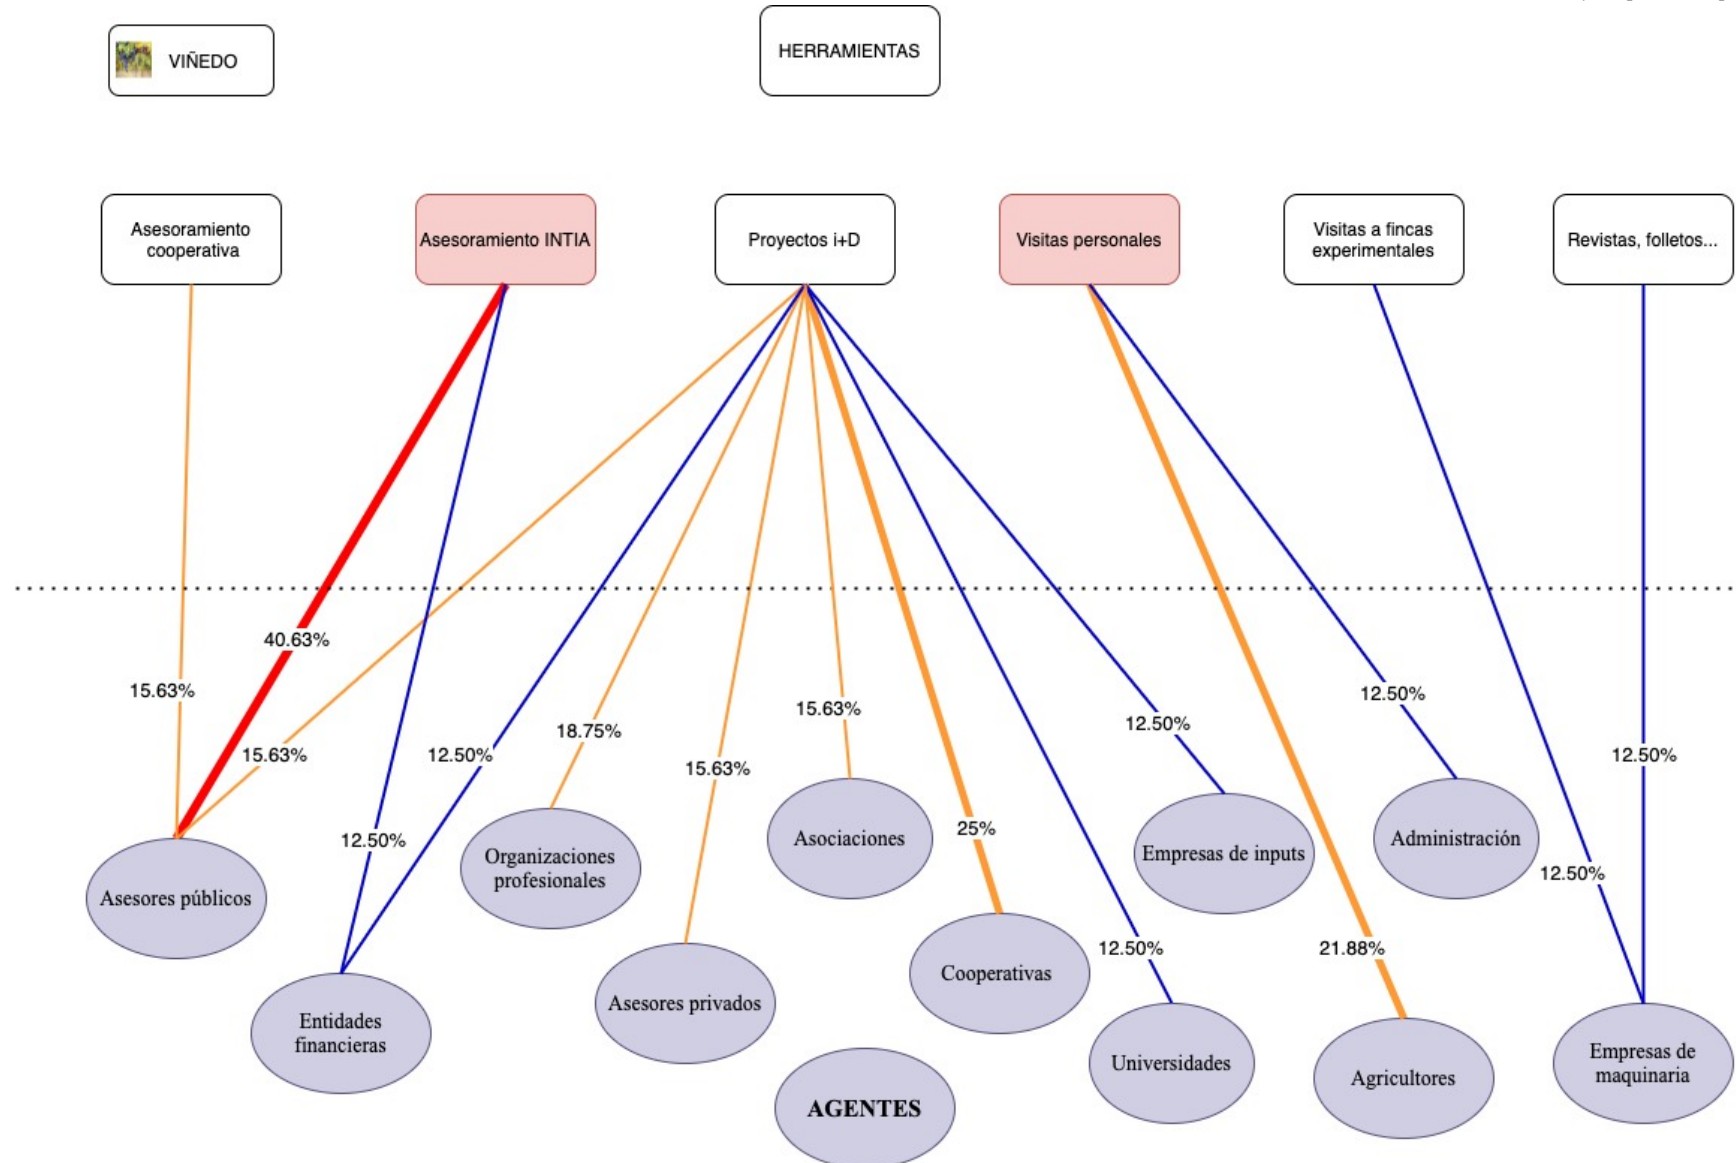 VIÑEDO
HERRAMIENTAS
Asesoramiento
cooperativa
Asesoramiento INTIA
Proyectos i+D
Visitas personales
Visitas a fincas
experimentales
Revistas, folletos...
40.63%
15.63%
15.63%
12.50%
12.50%
18.75%
15.63%
15.63%
25%
12.50%
12.50%
12.50%
21.88%
12.50%
12.50%
Asesores públicos
Entidades
financieras
Organizaciones
profesionales
Asesores privados
Asociaciones
Cooperativas
Universidades
Empresas de inputs
Agricultores
Administración
Empresas de
maquinaria
AGENTES